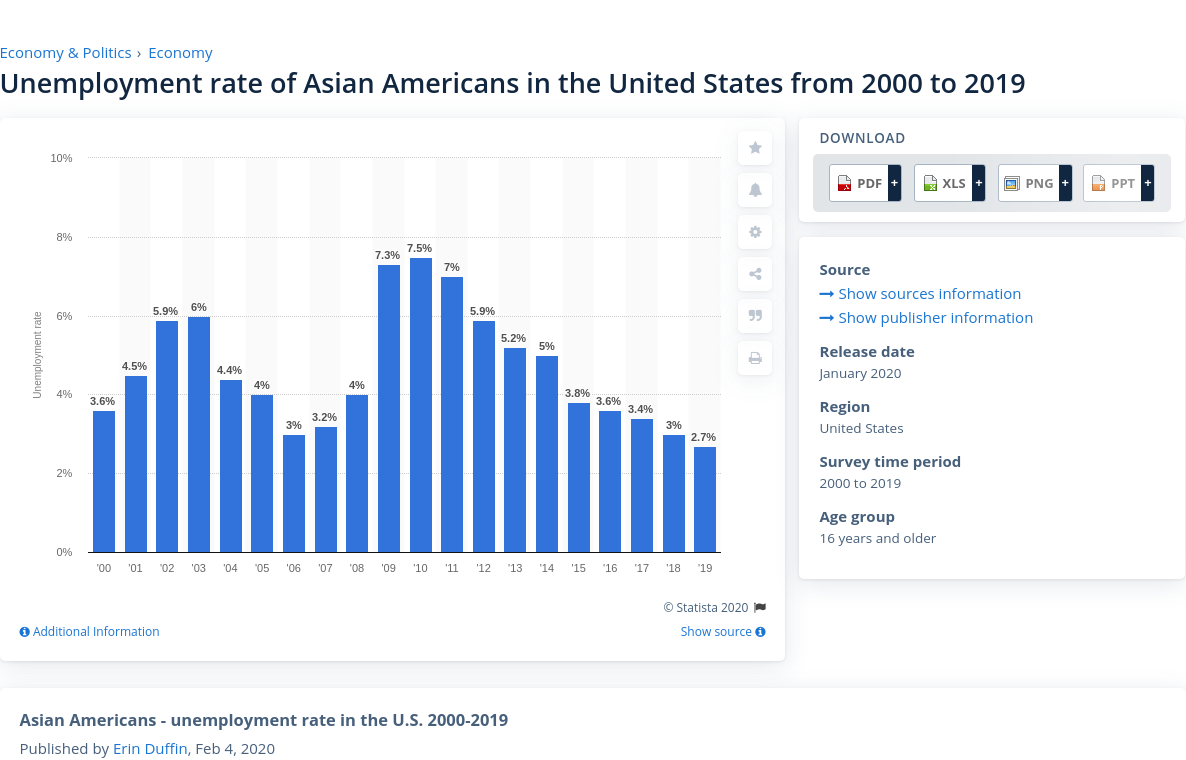 Economy & Politics › Economy
Unemployment rate of Asian Americans in the United States from 2000 to 2019
10%
8%
6%
4%
2%
0%
Unemployment rate
3.6%
4.5%
5.9%
6%
4.4%
4%
3%
3.2%
4%
7.3%
7.5%
7%
5.9%
5.2%
5%
3.8%
3.6%
3.4%
3%
2.7%
'00 '01 '02 '03 '04 '05 '06 '07 '08 '09 '10 '11 '12 '13 '14 '15 '16 '17 '18 '19
© Statista 2020
Additional Information
Show source
DOWNLOAD
PDF + XLS + PNG + PPT +
Source
Show sources information
Show publisher information
Release date
January 2020
Region
United States
Survey time period
2000 to 2019
Age group
16 years and older
Asian Americans - unemployment rate in the U.S. 2000-2019
Published by Erin Duffin, Feb 4, 2020